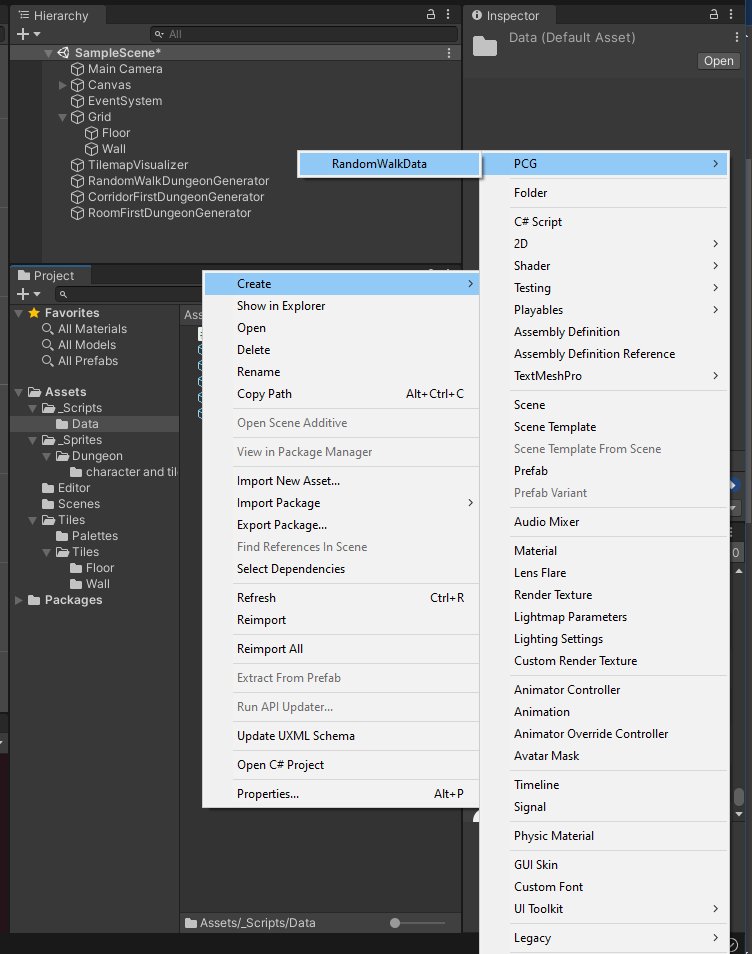 Hierarchy
All
SampleScene*
Main Camera
Canvas
EventSystem
Grid
Floor
Wall
TilemapVisualizer
RandomWalkDungeonGenerator
CorridorFirstDungeonGenerator
RoomFirstDungeonGenerator
Inspector
Data (Default Asset)
Open
Project
Favorites
All Materials
All Models
All Prefabs
Assets
_Scripts
Data
_Sprites
Dungeon
character and til
Editor
Scenes
Tiles
Palettes
Tiles
Floor
Wall
Packages
Ass
Assets/_Scripts/Data
Create
Show in Explorer
Open
Delete
Rename
Copy Path Alt+Ctrl+C
Open Scene Additive
View in Package Manager
Import New Asset...
Import Package
Export Package...
Find References In Scene
Select Dependencies
Refresh Ctrl+R
Reimport
Reimport All
Extract From Prefab
Run API Updater...
Update UXML Schema
Open C# Project
Properties... Alt+P
RandomWalkData
PCG
Folder
C# Script
2D
Shader
Testing
Playables
Assembly Definition
Assembly Definition Reference
TextMeshPro
Scene
Scene Template
Scene Template From Scene
Prefab
Prefab Variant
Audio Mixer
Material
Lens Flare
Render Texture
Lightmap Parameters
Lighting Settings
Custom Render Texture
Animator Controller
Animation
Animator Override Controller
Avatar Mask
Timeline
Signal
Physic Material
GUI Skin
Custom Font
UI Toolkit
Legacy
0